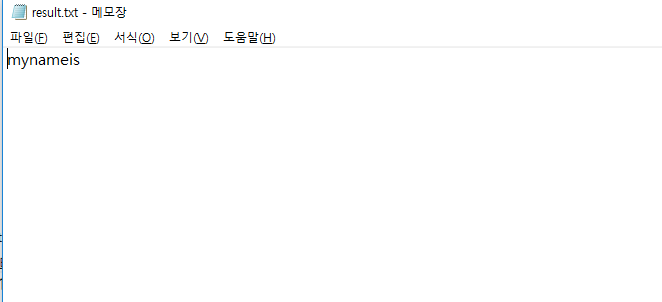 result.txt - 메모장
파일(F) 편집(E) 서식(O) 보기(V) 도움말(H)
mynameis